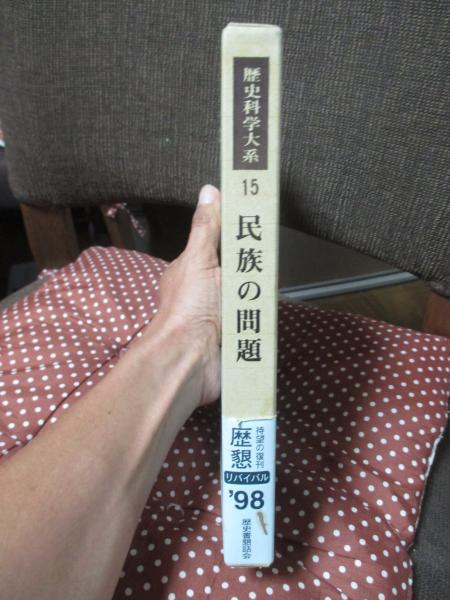 歴史科学大系
15
民族の問題
待望の復刊
歴懇
リバイバル
'98
歴史書懇話会